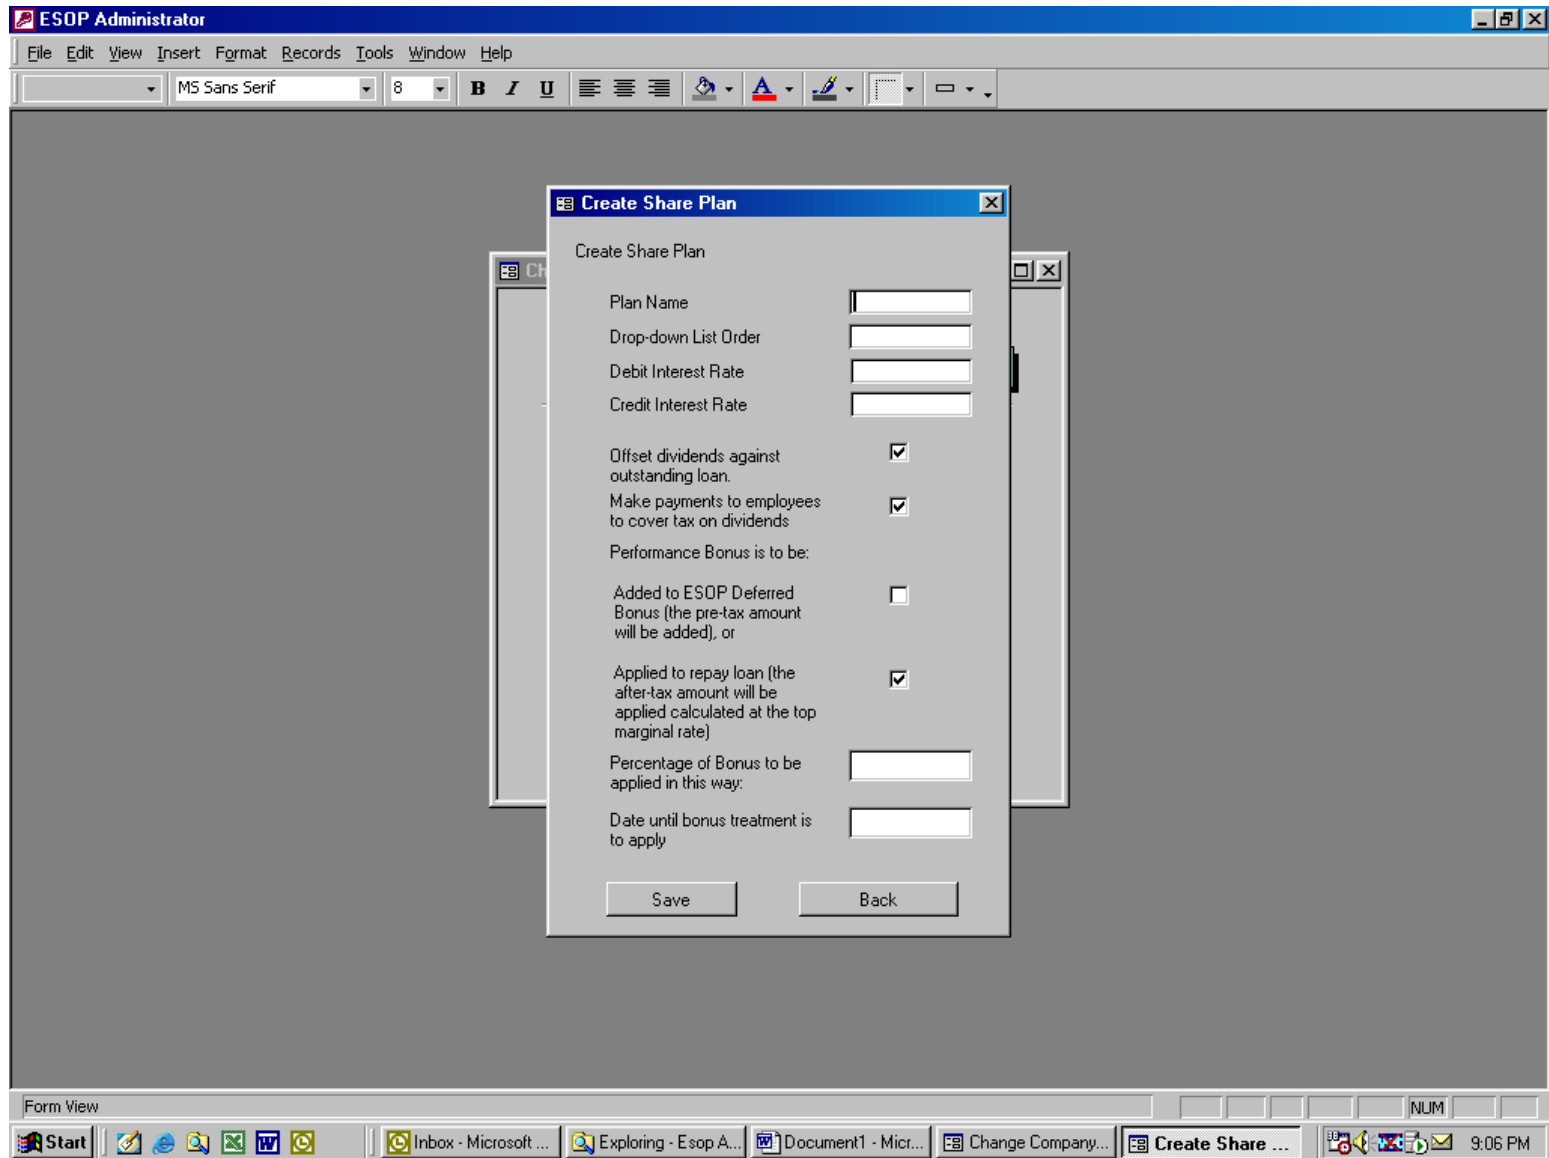 ESOP Administrator
File Edit View Insert Format Records Tools Window Help
MS Sans Serif 8 B I U A
Create Share Plan
Create Share Plan
Ch
Plan Name
Drop-down List Order
Debit Interest Rate
Credit Interest Rate
Offset dividends against
outstanding loan.
Make payments to employees
to cover tax on dividends
Performance Bonus is to be:
Added to ESOP Deferred
Bonus (the pre-tax amount
will be added), or
Applied to repay loan (the
after-tax amount will be
applied calculated at the top
marginal rate)
Percentage of Bonus to be
applied in this way:
Date until bonus treatment is
to apply
Save Back
Form View NUM
Start Inbox - Microsoft ... Exploring - Esop A... Document1 - Micr... Change Company... Create Share ... 9:06 PM